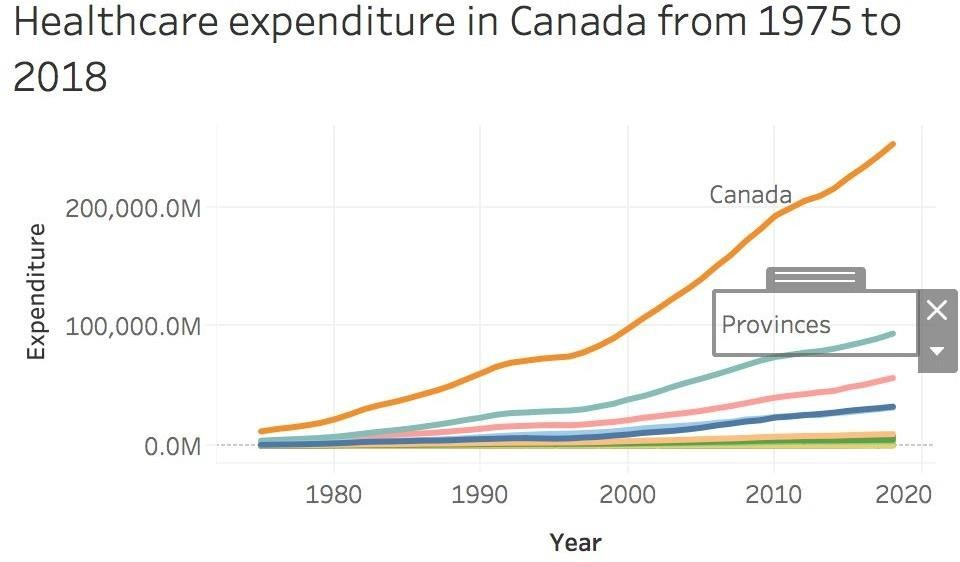 Healthcare expenditure in Canada from 1975 to
2018
Canada
200,000.0M
Provinces
100,000.0M
0.0M
Expenditure
1980 1990 2000 2010 2020
Year